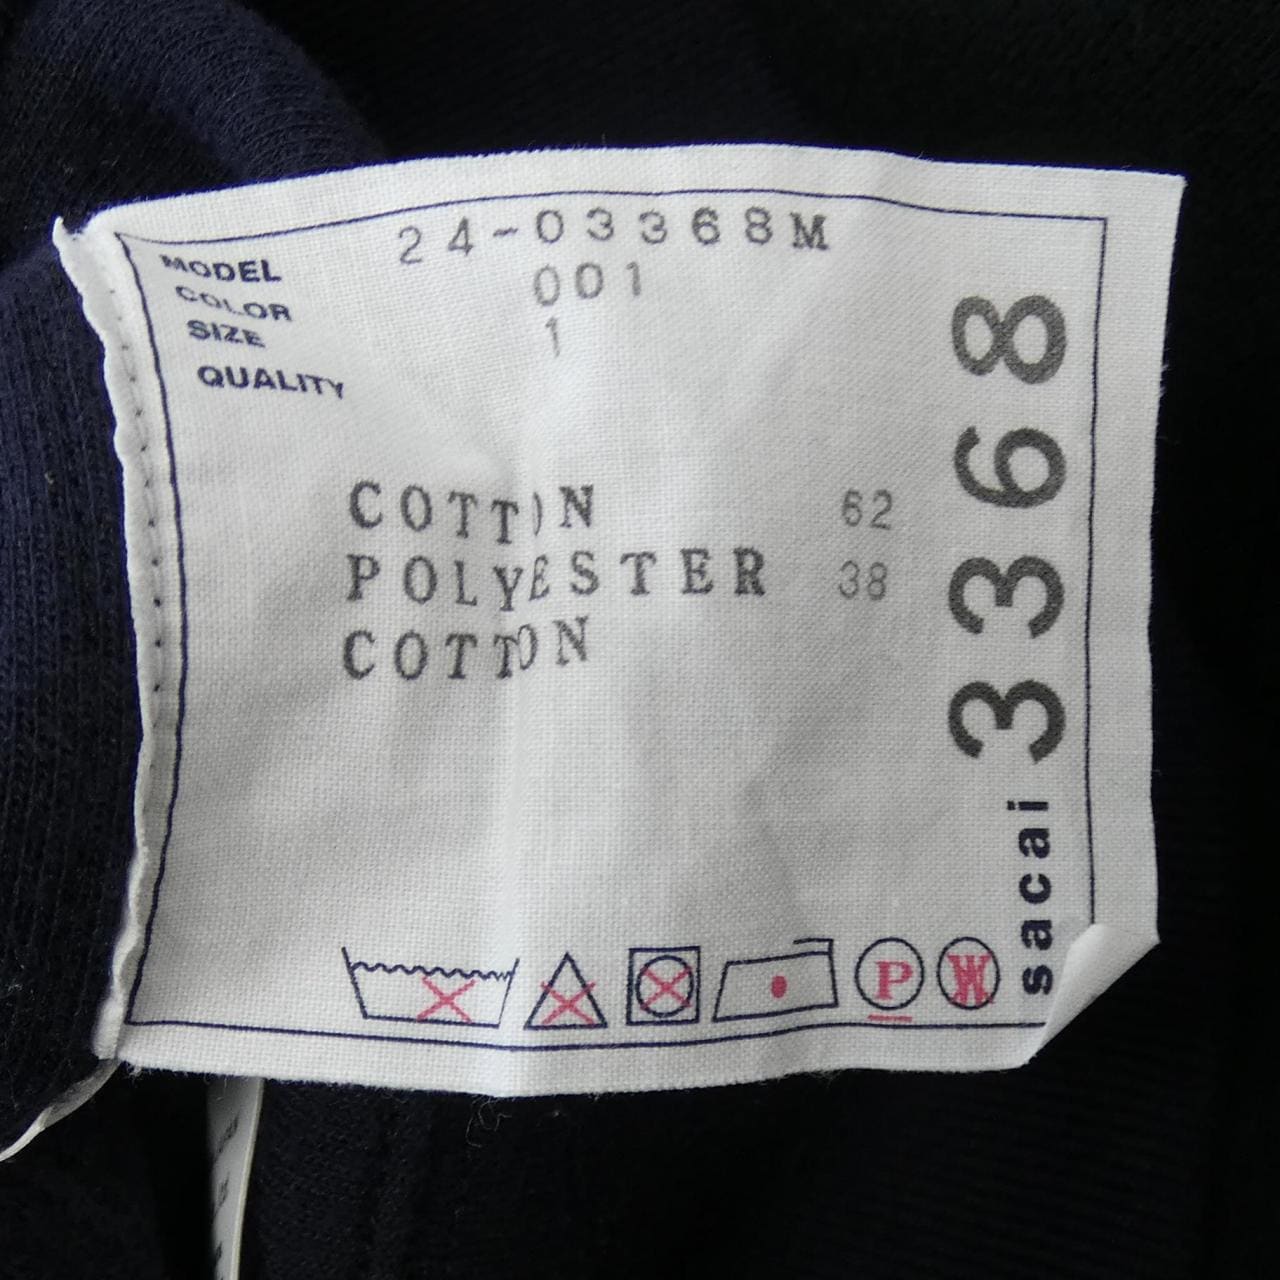 MODEL 24-03368M
COLOR 001
SIZE 1
QUALITY
COTTON 62
POLYESTER 38
COTTON
P
W
sacai 3368